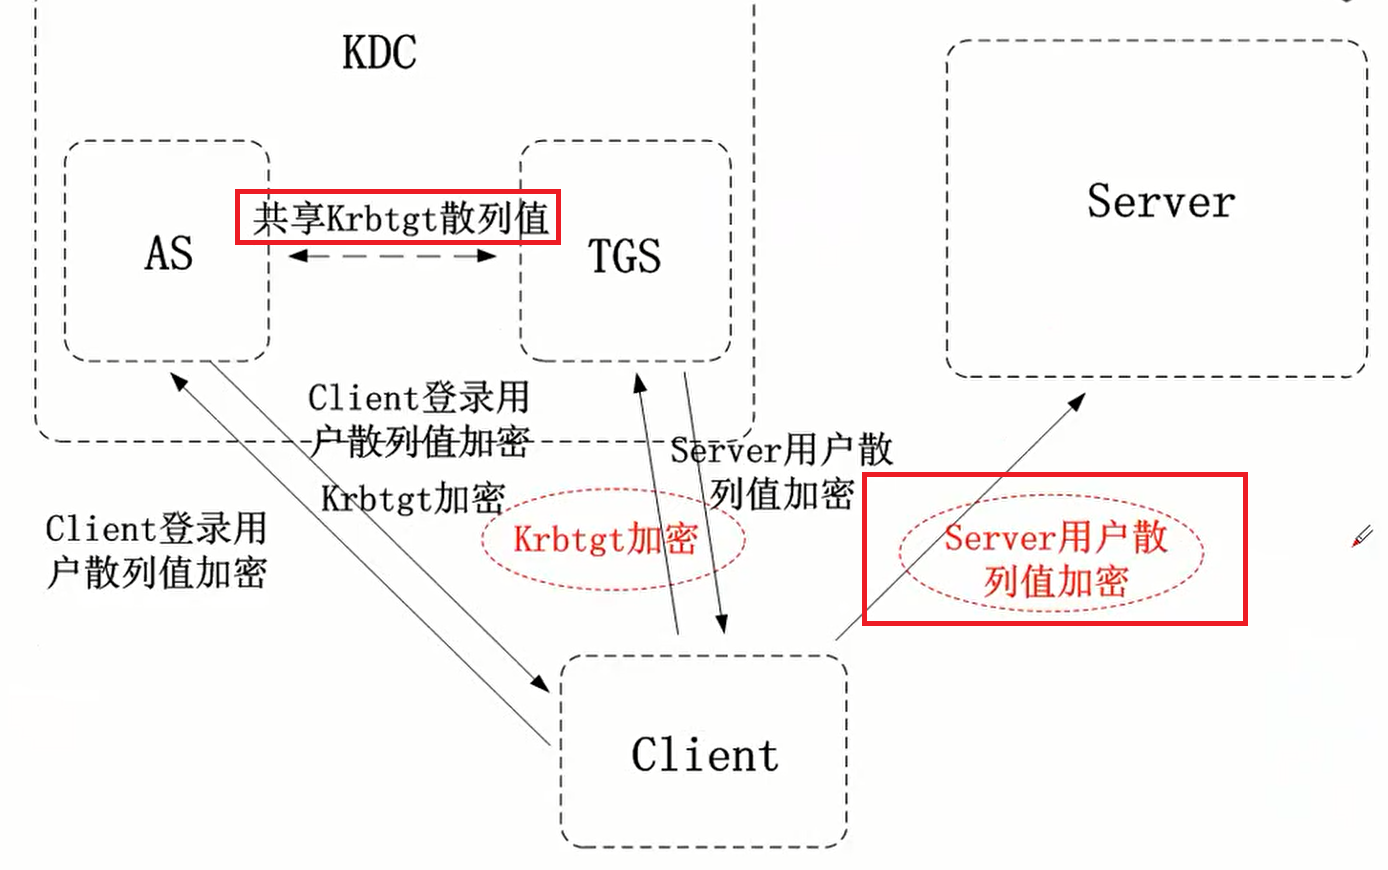 KDC
Server
共享Krbtgt散列值
AS
TGS
Client登录用
户散列值加密
Krbtgt加密
Server用户散
列值加密
Client登录用
户散列值加密
Krbtgt加密
Server用户散
列值加密
Client